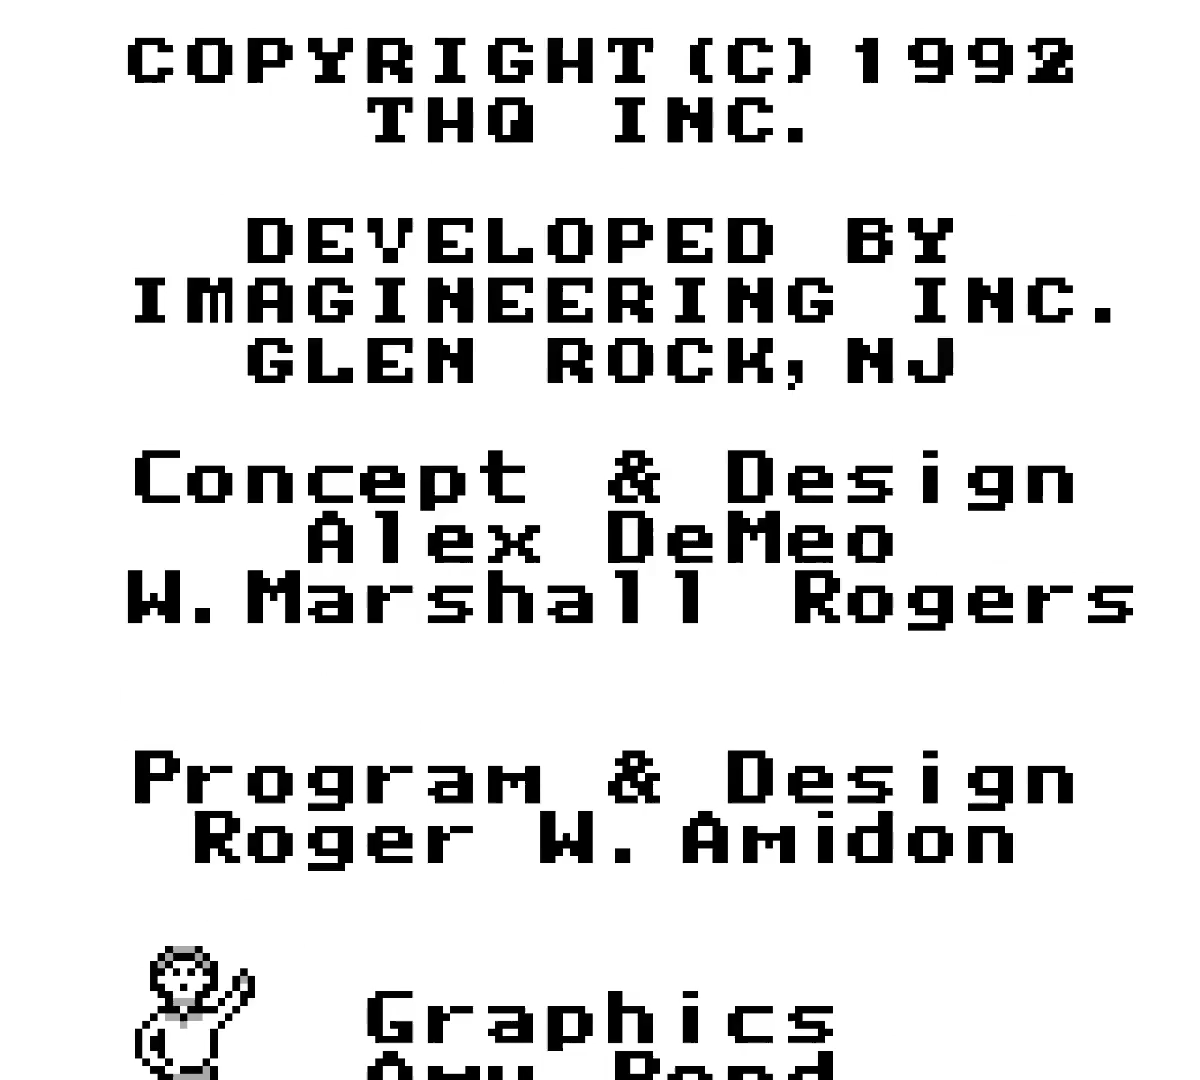 COPYRIGHT(C)1992
THQ INC.
DEVELOPED BY
IMAGINEERING INC.
GLEN ROCK,NJ
Concept & Design
Alex DeMeo
W.Marshall Rogers
Program & Design
Roger W.Amidon
Graphics